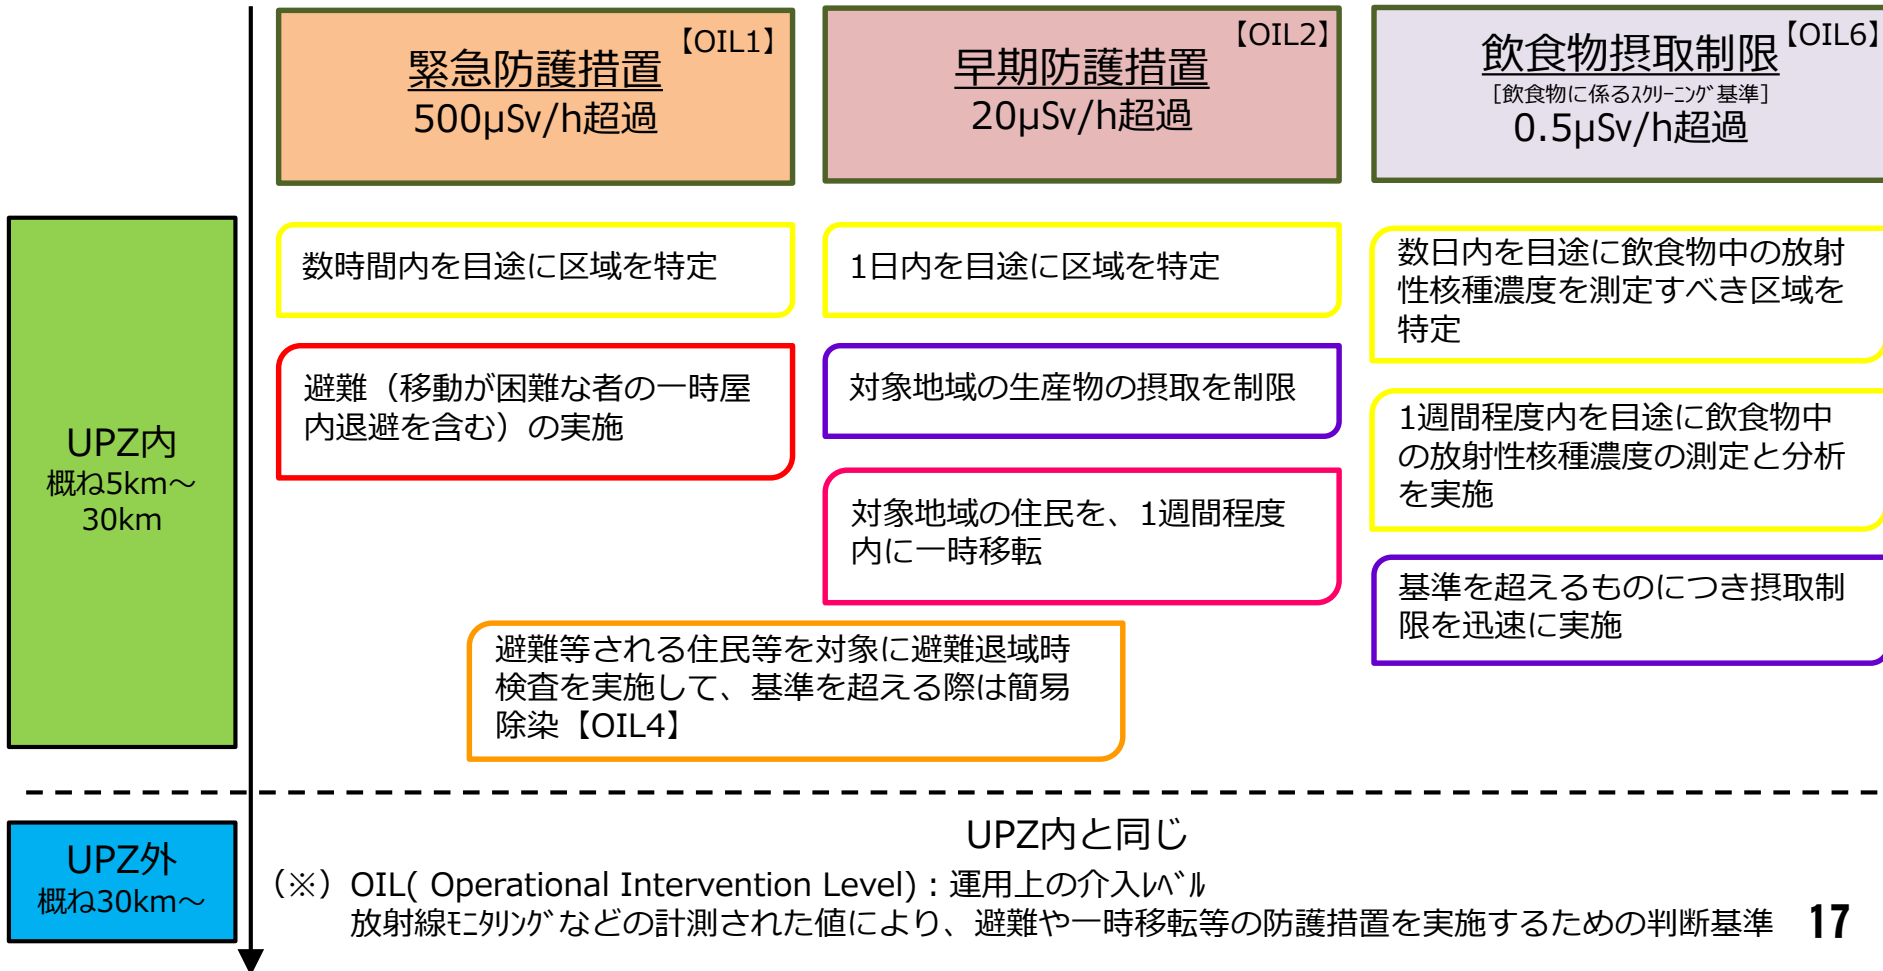 緊急防護措置
【OIL1】
500μSv/h超過
早期防護措置
【OIL2】
20μSv/h超過
飲食物摂取制限
【OIL6】
[飲食物に係るｽｸﾘｰﾆﾝｸﾞ基準]
0.5μSv/h超過
UPZ内
概ね5km～
30km
数時間内を目途に区域を特定
避難（移動が困難な者の一時屋
内退避を含む）の実施
1日内を目途に区域を特定
対象地域の生産物の摂取を制限
対象地域の住民を、1週間程度
内に一時移転
数日内を目途に飲食物中の放射
性核種濃度を測定すべき区域を
特定
1週間程度内を目途に飲食物中
の放射性核種濃度の測定と分析
を実施
基準を超えるものにつき摂取制
限を迅速に実施
避難等される住民等を対象に避難退域時
検査を実施して、基準を超える際は簡易
除染【OIL4】
UPZ外
概ね30km～
UPZ内と同じ
（※）OIL( Operational Intervention Level)：運用上の介入ﾚﾍﾞﾙ
放射線ﾓﾆﾀﾘﾝｸﾞなどの計測された値により、避難や一時移転等の防護措置を実施するための判断基準
17